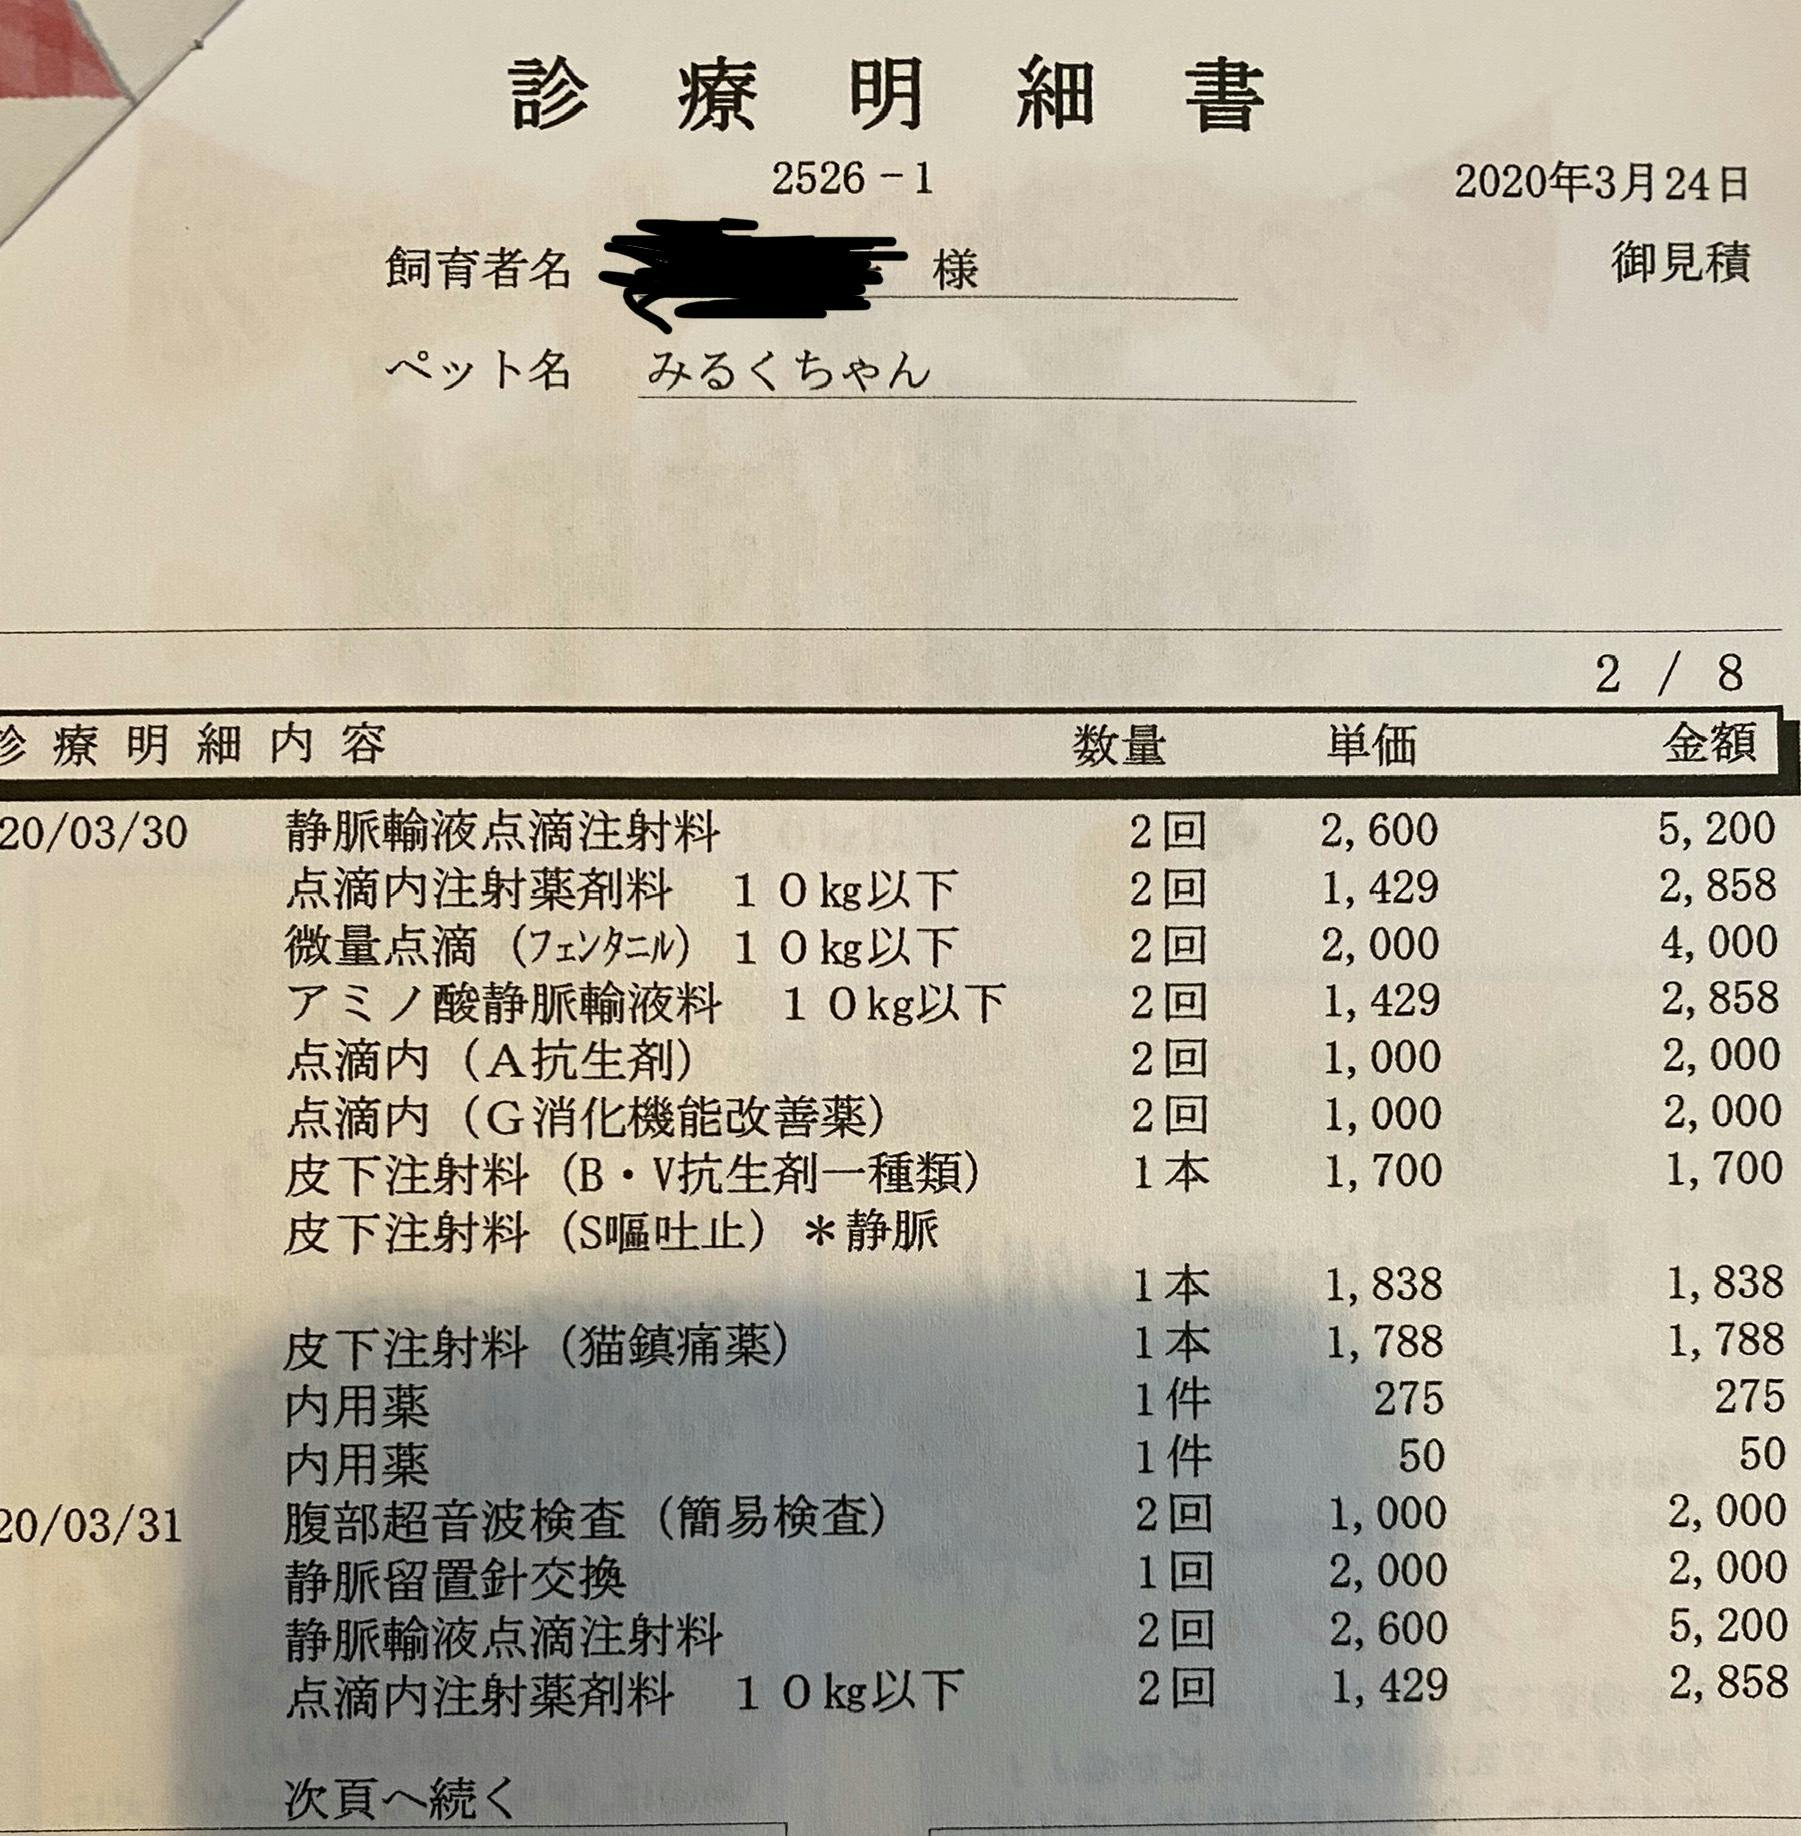 診療明細書
2526-1
2020年3月24日
飼育者名 様
御見積
ペット名 みるくちゃん
2 / 8
診療明細内容 数量 単価 金額
20/03/30 静脈輸液点滴注射料 2回 2,600 5,200
点滴内注射薬剤料 10kg以下 2回 1,429 2,858
微量点滴（フェンタニル）10kg以下 2回 2,000 4,000
アミノ酸静脈輸液料 10kg以下 2回 1,429 2,858
点滴内（A抗生剤） 2回 1,000 2,000
点滴内（G消化機能改善薬） 2回 1,000 2,000
皮下注射料（B・V抗生剤一種類） 1本 1,700 1,700
皮下注射料（S嘔吐止）＊静脈
1本 1,838 1,838
皮下注射料（猫鎮痛薬） 1本 1,788 1,788
内用薬 1件 275 275
内用薬 1件 50 50
20/03/31 腹部超音波検査（簡易検査） 2回 1,000 2,000
静脈留置針交換 1回 2,000 2,000
静脈輸液点滴注射料 2回 2,600 5,200
点滴内注射薬剤料 10kg以下 2回 1,429 2,858
次頁へ続く